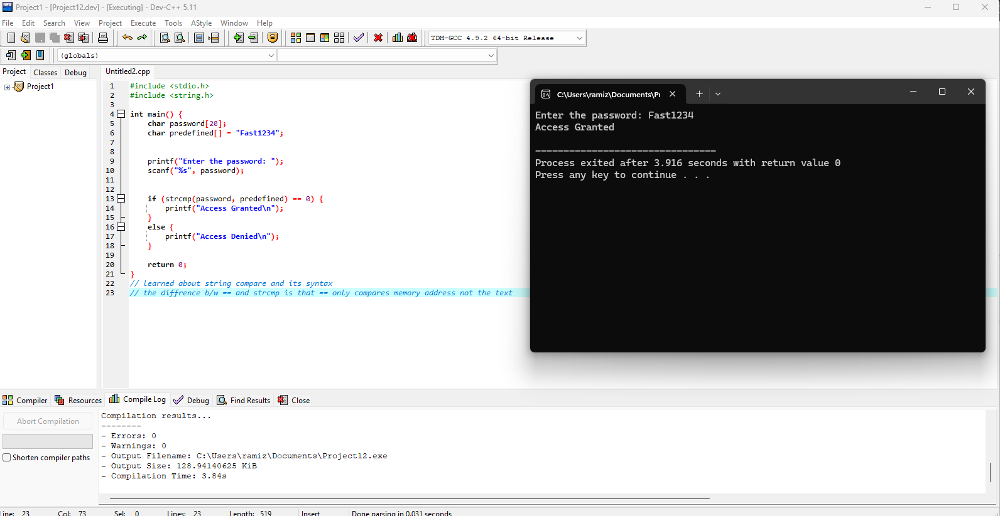 Project1 - [Project12.dev] - [Executing] - Dev-C++ 5.11
File Edit Search View Project Execute Tools AStyle Window Help
TDM-GCC 4.9.2 64-bit Release
(globals)
Project Classes Debug
Project1
Untitled2.cpp
1 #include <stdio.h>
2 #include <string.h>
3
4 int main() {
5 char password[20];
6 char predefined[] = "Fast1234";
7
8
9 printf("Enter the password: ");
10 scanf("%s", password);
11
12
13 if (strcmp(password, predefined) == 0) {
14 printf("Access Granted\n");
15 }
16 else {
17 printf("Access Denied\n");
18 }
19
20 return 0;
21 }
22 // learned about string compare and its syntax
23 // the diffrence b/w == and strcmp is that == only compares memory address not the text
C:\Users\ramiz\Documents\Pr
Enter the password: Fast1234
Access Granted
--------------------------------
Process exited after 3.916 seconds with return value 0
Press any key to continue . . .
Compiler Resources Compile Log Debug Find Results Close
Abort Compilation
Shorten compiler paths
Compilation results...
--------
- Errors: 0
- Warnings: 0
- Output Filename: C:\Users\ramiz\Documents\Project12.exe
- Output Size: 128.94140625 KiB
- Compilation Time: 3.84s
Line: 23 Col: 73 Sel: 0 Lines: 23 Length: 519 Insert Done parsing in 0.031 seconds